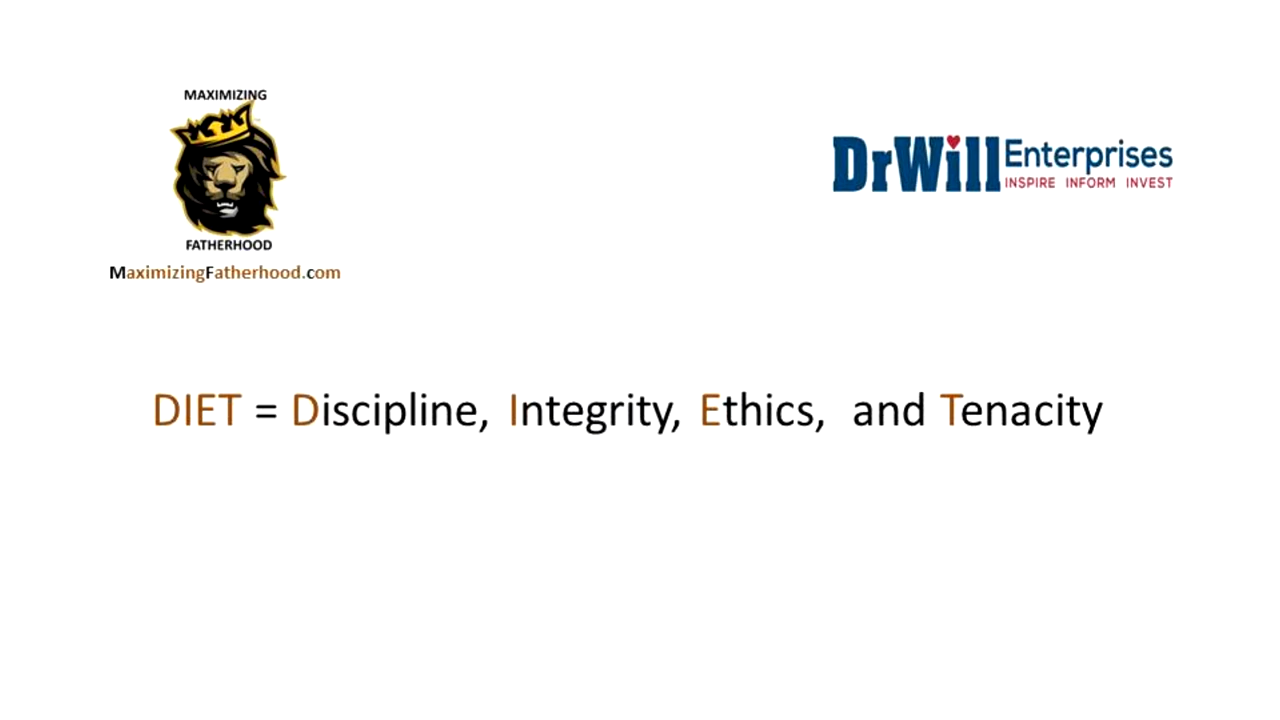 MAXIMIZING
FATHERHOOD
MaximizingFatherhood.com
DrWill Enterprises
INSPIRE INFORM INVEST
DIET = Discipline, Integrity, Ethics, and Tenacity